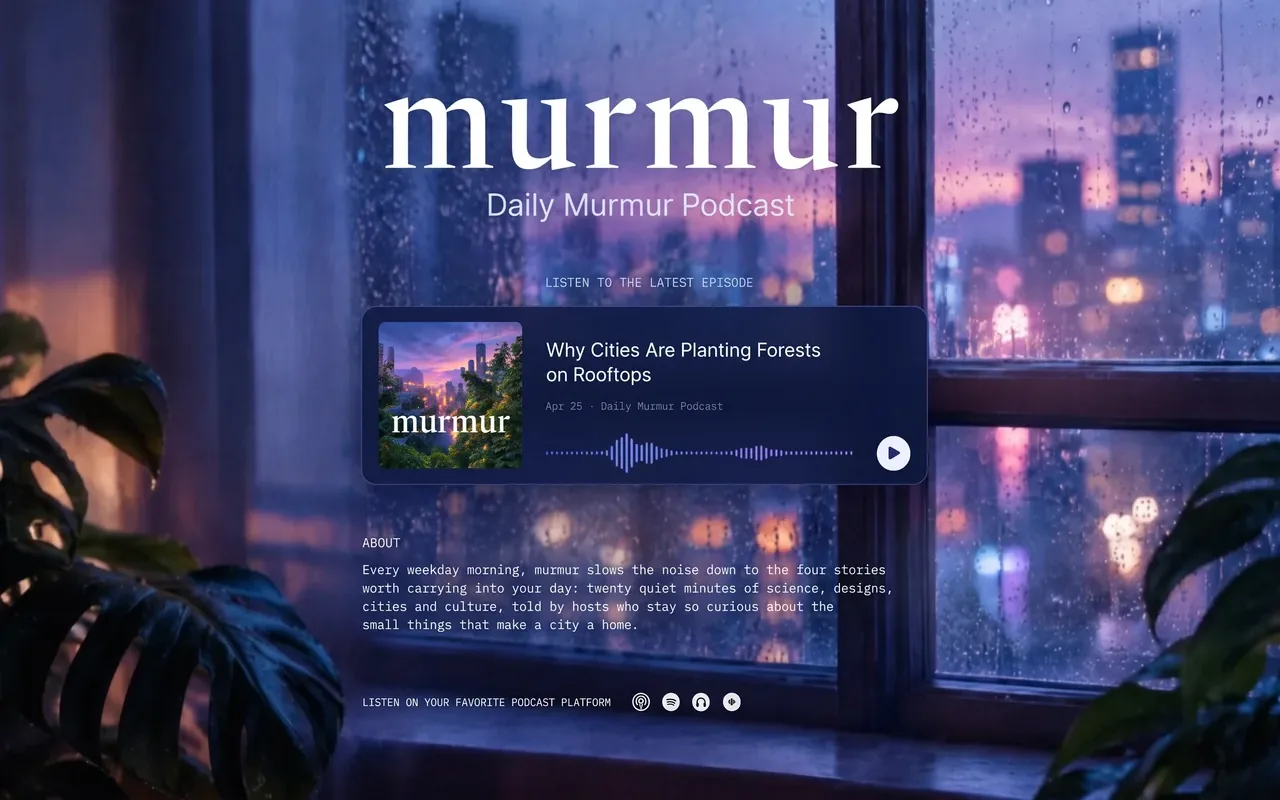 murmur
Daily Murmur Podcast
LISTEN TO THE LATEST EPISODE
murmur
Why Cities Are Planting Forests
on Rooftops
Apr 25 · Daily Murmur Podcast
ABOUT
Every weekday morning, murmur slows the noise down to the four stories
worth carrying into your day: twenty quiet minutes of science, designs,
cities and culture, told by hosts who stay so curious about the
small things that make a city a home.
LISTEN ON YOUR FAVORITE PODCAST PLATFORM